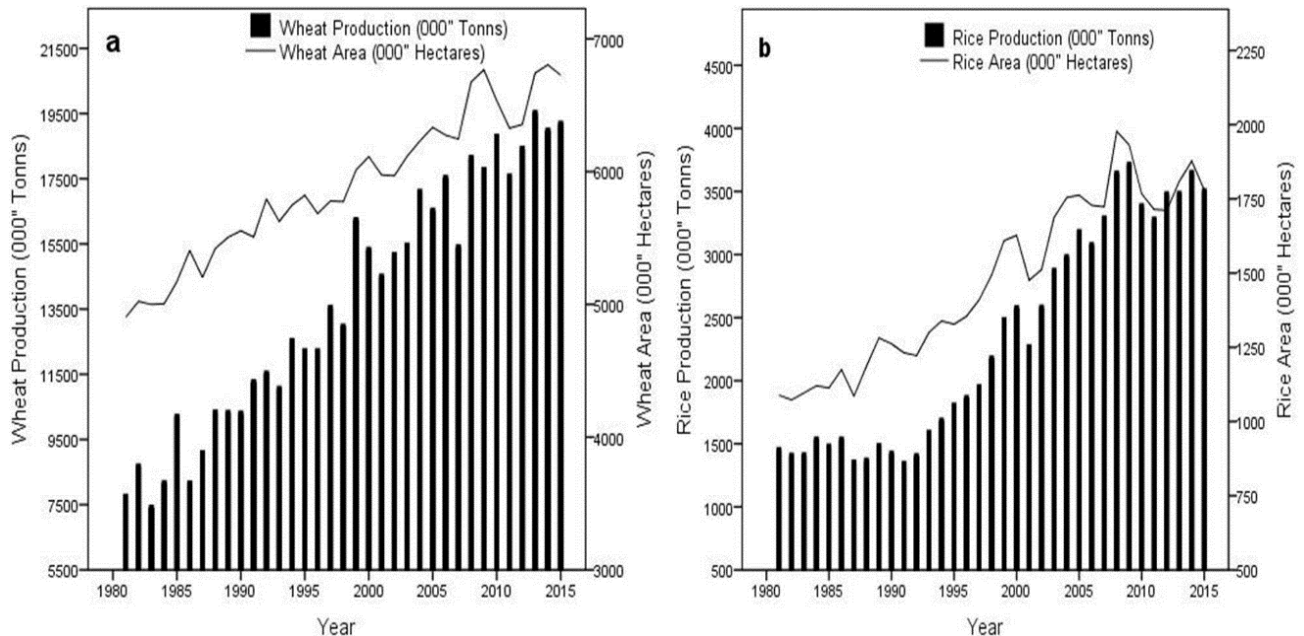 a
Wheat Production (000" Tonns)
Wheat Area (000" Hectares)
Wheat Production (000" Tonns)
21500
19500
17500
15500
13500
11500
9500
7500
5500
7000
6000
5000
4000
3000
Wheat Area (000" Hectares)
1980 1985 1990 1995 2000 2005 2010 2015
Year
b
Rice Production (000" Tonns)
Rice Area (000" Hectares)
Rice Production (000" Tonns)
4500
4000
3500
3000
2500
2000
1500
1000
500
2250
2000
1750
1500
1250
1000
750
500
Rice Area (000" Hectares)
1980 1985 1990 1995 2000 2005 2010 2015
Year